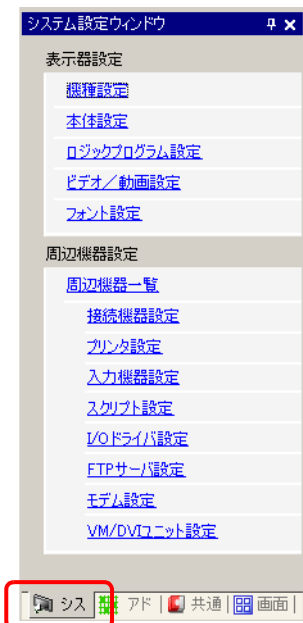 システム設定ウィンドウ
表示器設定
機種設定
本体設定
ロジックプログラム設定
ビデオ／動画設定
フォント設定
周辺機器設定
周辺機器一覧
接続機器設定
プリンタ設定
入力機器設定
スクリプト設定
I/Oドライバ設定
FTPサーバ設定
モデム設定
VM/DVIユニット設定
シス アド 共通 画面